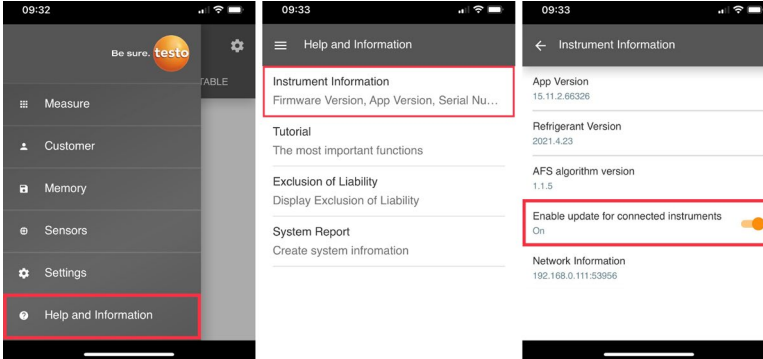 09:32
Be sure. testo
TABLE
Measure
Customer
Memory
Sensors
Settings
Help and Information
09:33
Help and Information
Instrument Information
Firmware Version, App Version, Serial Nu...
Tutorial
The most important functions
Exclusion of Liability
Display Exclusion of Liability
System Report
Create system infromation
09:33
Instrument Information
App Version
15.11.2.66326
Refrigerant Version
2021.4.23
AFS algorithm version
1.1.5
Enable update for connected instruments
On
Network Information
192.168.0.111:53956